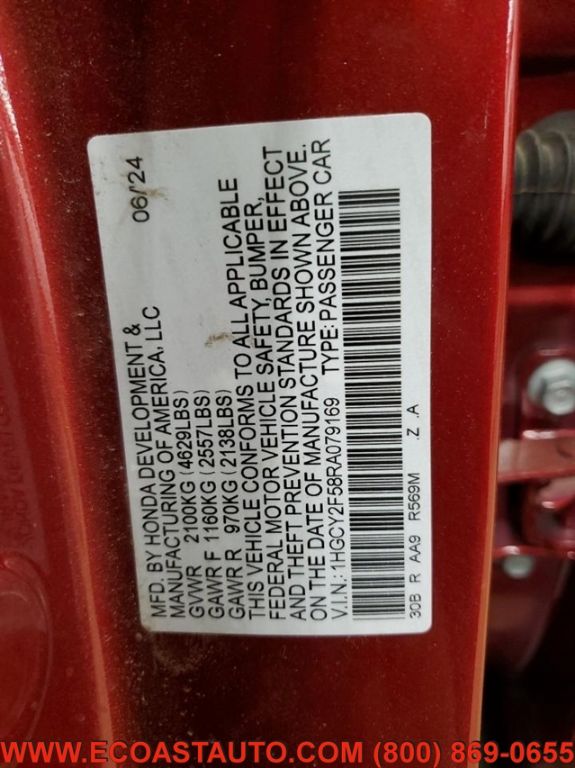 MFD. BY HONDA DEVELOPMENT & 06/'24
MANUFACTURING OF AMERICA, LLC
GVWR 2100KG (4629LBS)
GAWR F 1160KG (2557LBS)
GAWR R 970KG (2138LBS)
THIS VEHICLE CONFORMS TO ALL APPLICABLE
FEDERAL MOTOR VEHICLE SAFETY, BUMPER,
AND THEFT PREVENTION STANDARDS IN EFFECT
ON THE DATE OF MANUFACTURE SHOWN ABOVE.
V.I.N.: 1HGCY2F58RA079169 TYPE: PASSENGER CAR
30B R AA9 R569M .Z .A
WWW.ECOASTAUTO.COM (800) 869-0655